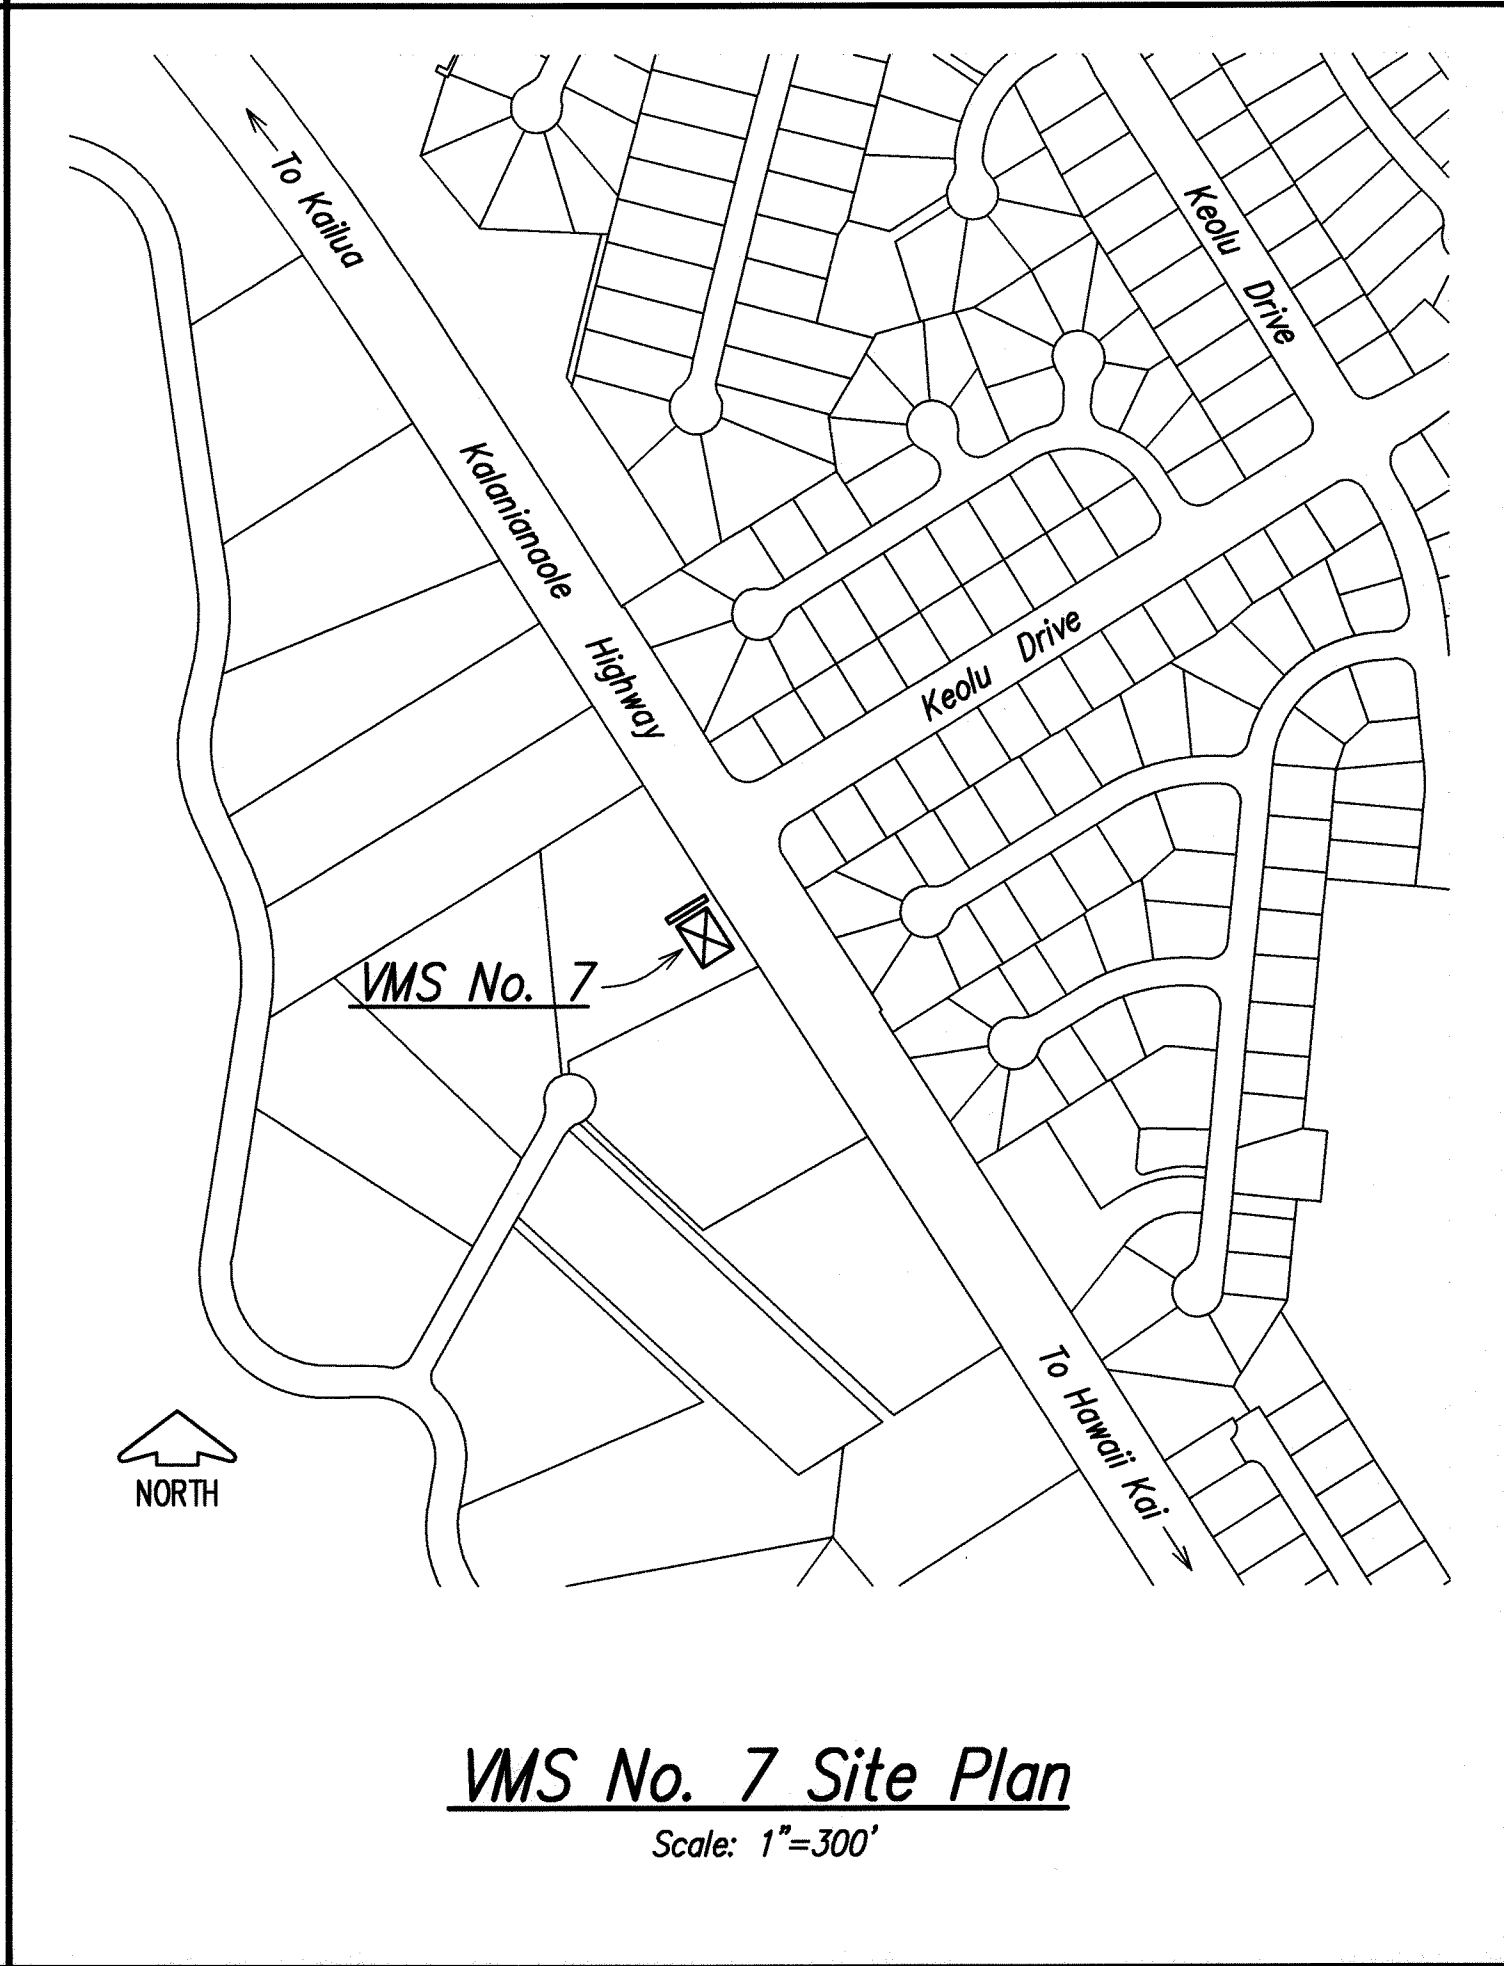 To Kailua
Keolu Drive
Kalanianaole Highway
Keolu Drive
VMS No. 7
To Hawaii Kai
NORTH
VMS No. 7 Site Plan
Scale: 1"=300'